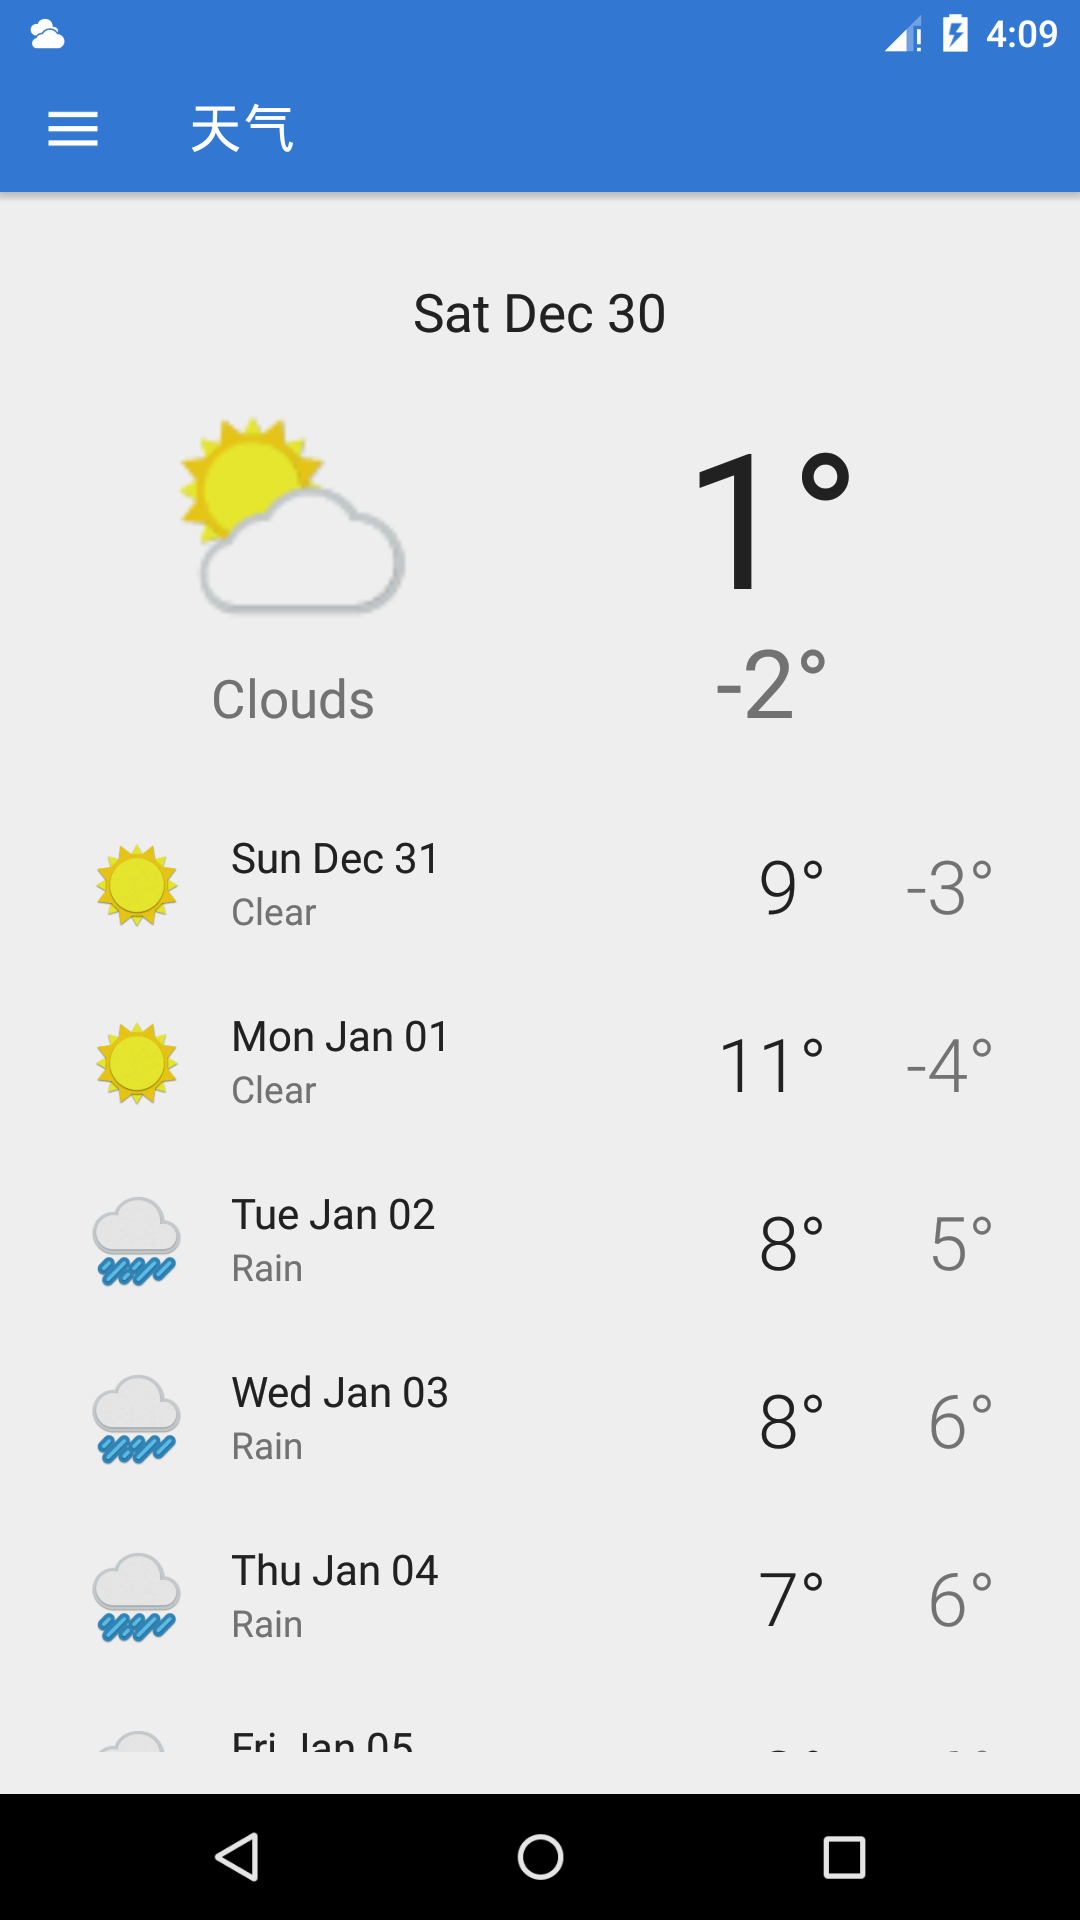 4:09
天气
Sat Dec 30
1°
Clouds
-2°
Sun Dec 31
Clear
9°
-3°
Mon Jan 01
Clear
11°
-4°
Tue Jan 02
Rain
8°
5°
Wed Jan 03
Rain
8°
6°
Thu Jan 04
Rain
7°
6°
Fri Jan 05